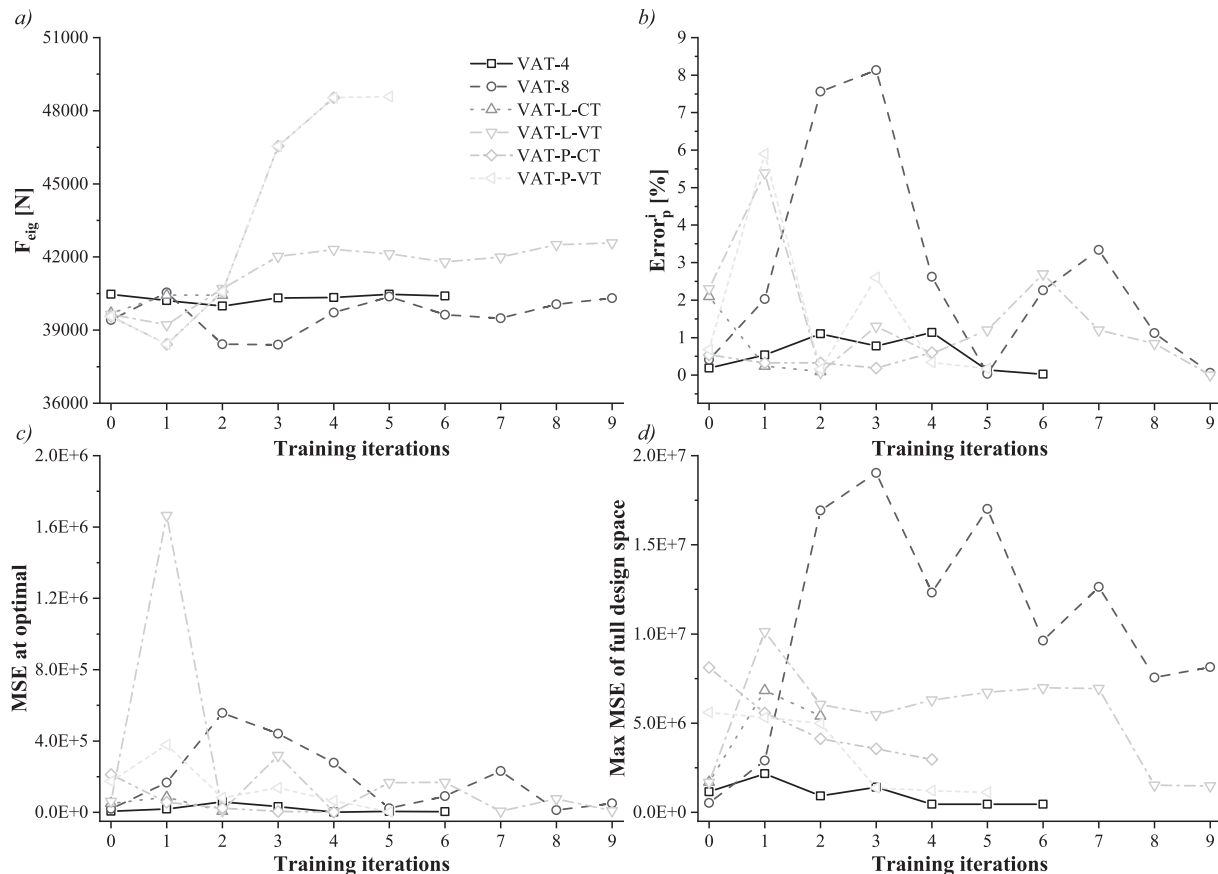 a)
F_eig [N]
51000
48000
45000
42000
39000
36000
VAT-4
VAT-8
VAT-L-CT
VAT-L-VT
VAT-P-CT
VAT-P-VT
0 1 2 3 4 5 6 7 8 9
Training iterations
b)
Error_p^i [%]
9
8
7
6
5
4
3
2
1
0
0 1 2 3 4 5 6 7 8 9
Training iterations
c)
MSE at optimal
2.0E+6
1.6E+6
1.2E+6
8.0E+5
4.0E+5
0.0E+0
0 1 2 3 4 5 6 7 8 9
Training iterations
d)
Max MSE of full design space
2.0E+7
1.5E+7
1.0E+7
5.0E+6
0.0E+0
0 1 2 3 4 5 6 7 8 9
Training iterations